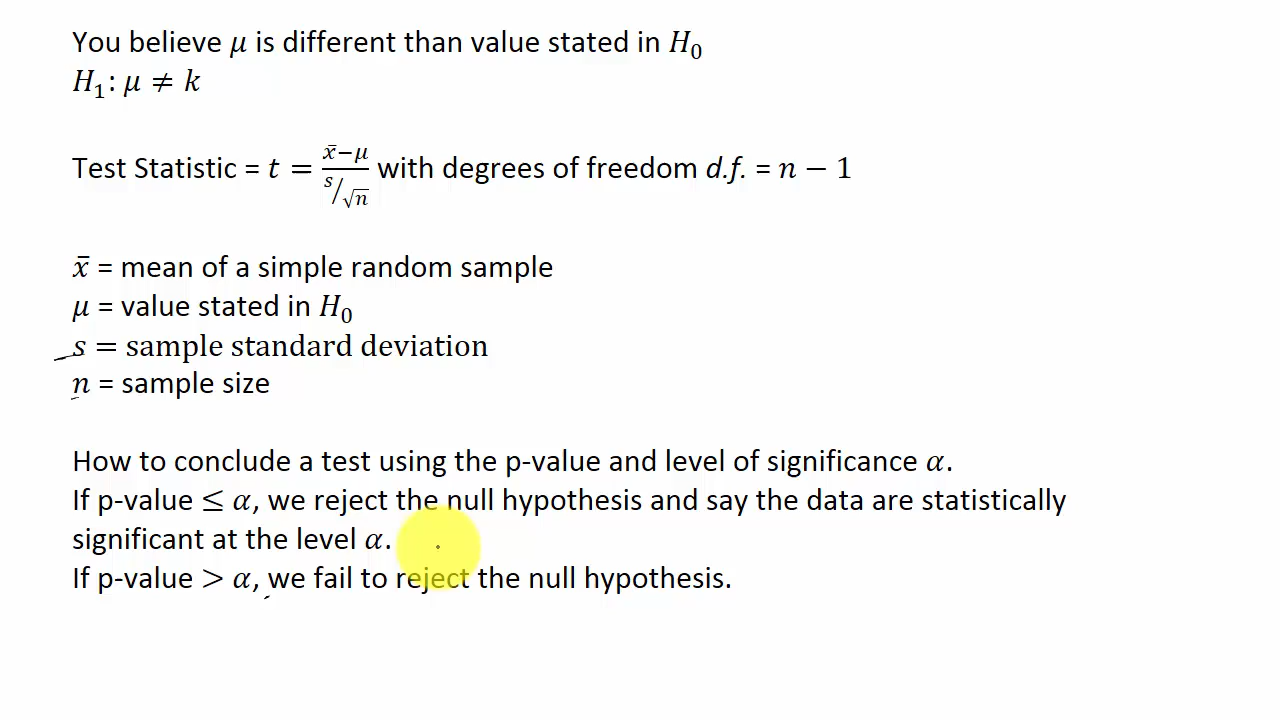 You believe μ is different than value stated in H₀
H₁: μ ≠ k
Test Statistic = t = (x̄−μ)/(s/√n) with degrees of freedom d.f. = n − 1
x̄ = mean of a simple random sample
μ = value stated in H₀
s = sample standard deviation
n = sample size
How to conclude a test using the p-value and level of significance α.
If p-value ≤ α, we reject the null hypothesis and say the data are statistically
significant at the level α.
If p-value > α, we fail to reject the null hypothesis.